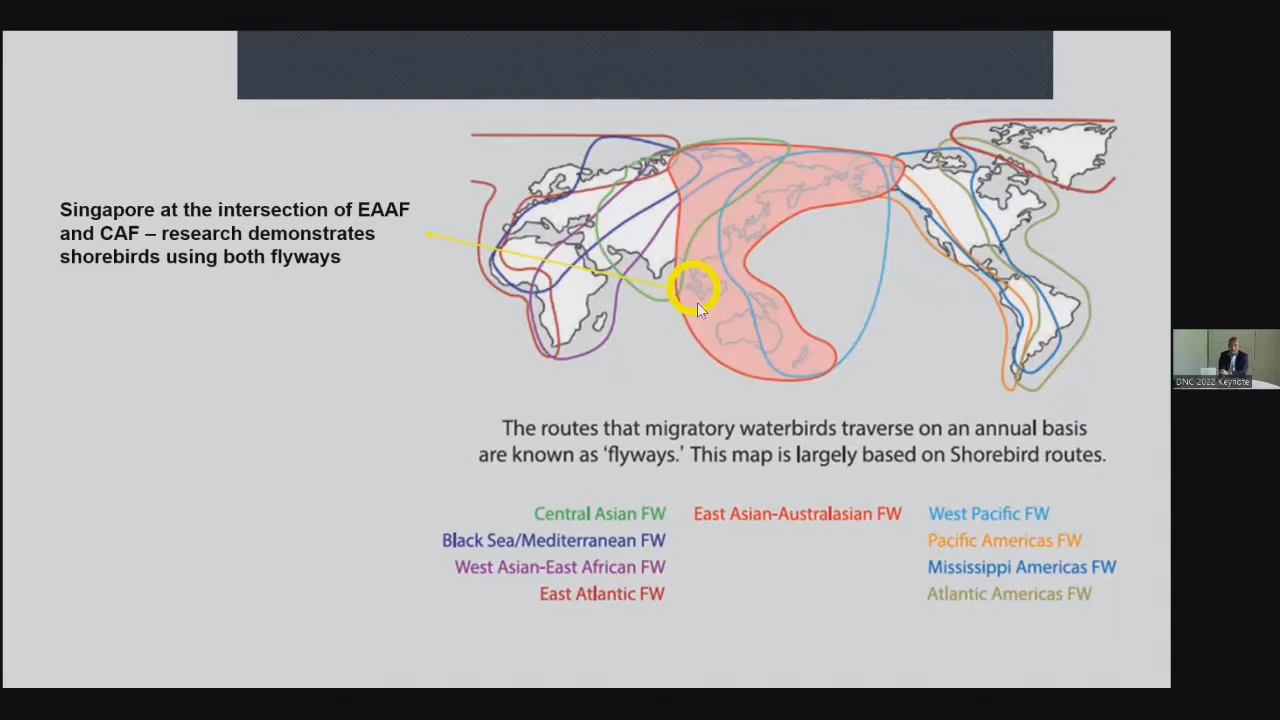 Singapore at the intersection of EAAF
and CAF – research demonstrates
shorebirds using both flyways
The routes that migratory waterbirds traverse on an annual basis
are known as ‘flyways.’ This map is largely based on Shorebird routes.
Central Asian FW
Black Sea/Mediterranean FW
West Asian-East African FW
East Atlantic FW
East Asian-Australasian FW
West Pacific FW
Pacific Americas FW
Mississippi Americas FW
Atlantic Americas FW
DNC 2022 Keynote